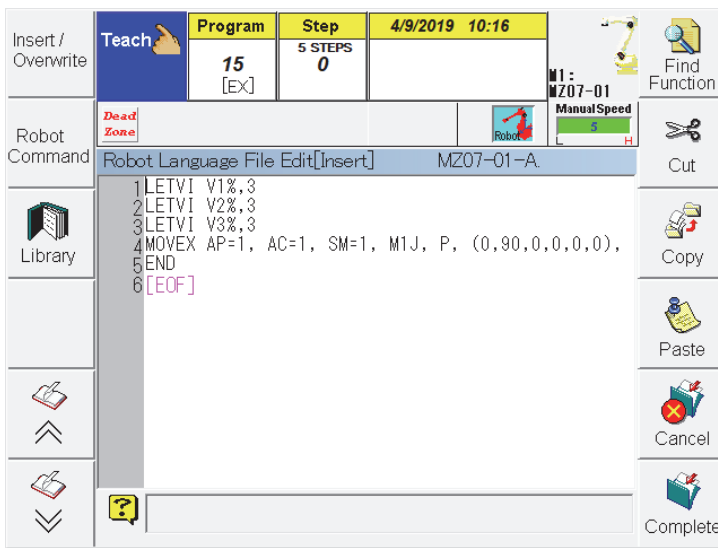 Insert /
Overwrite
Teach
Program
15
[EX]
Step
5 STEPS
0
4/9/2019 10:16
M1:
MZ07-01
Find
Function
Robot
Command
Dead
Zone
Robot
Manual Speed
5
L H
Cut
Robot Language File Edit[Insert] MZ07-01-A.
1 LETVI V1%,3
2 LETVI V2%,3
3 LETVI V3%,3
4 MOVEX AP=1, AC=1, SM=1, M1J, P, (0,90,0,0,0,0),
5 END
6 [EOF]
Library
Copy
Paste
Cancel
?
Complete